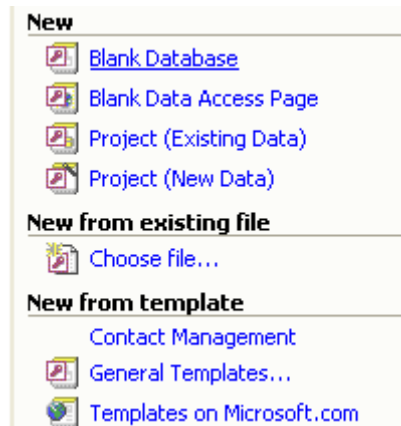 New
Blank Database
Blank Data Access Page
Project (Existing Data)
Project (New Data)
New from existing file
Choose file...
New from template
Contact Management
General Templates...
Templates on Microsoft.com